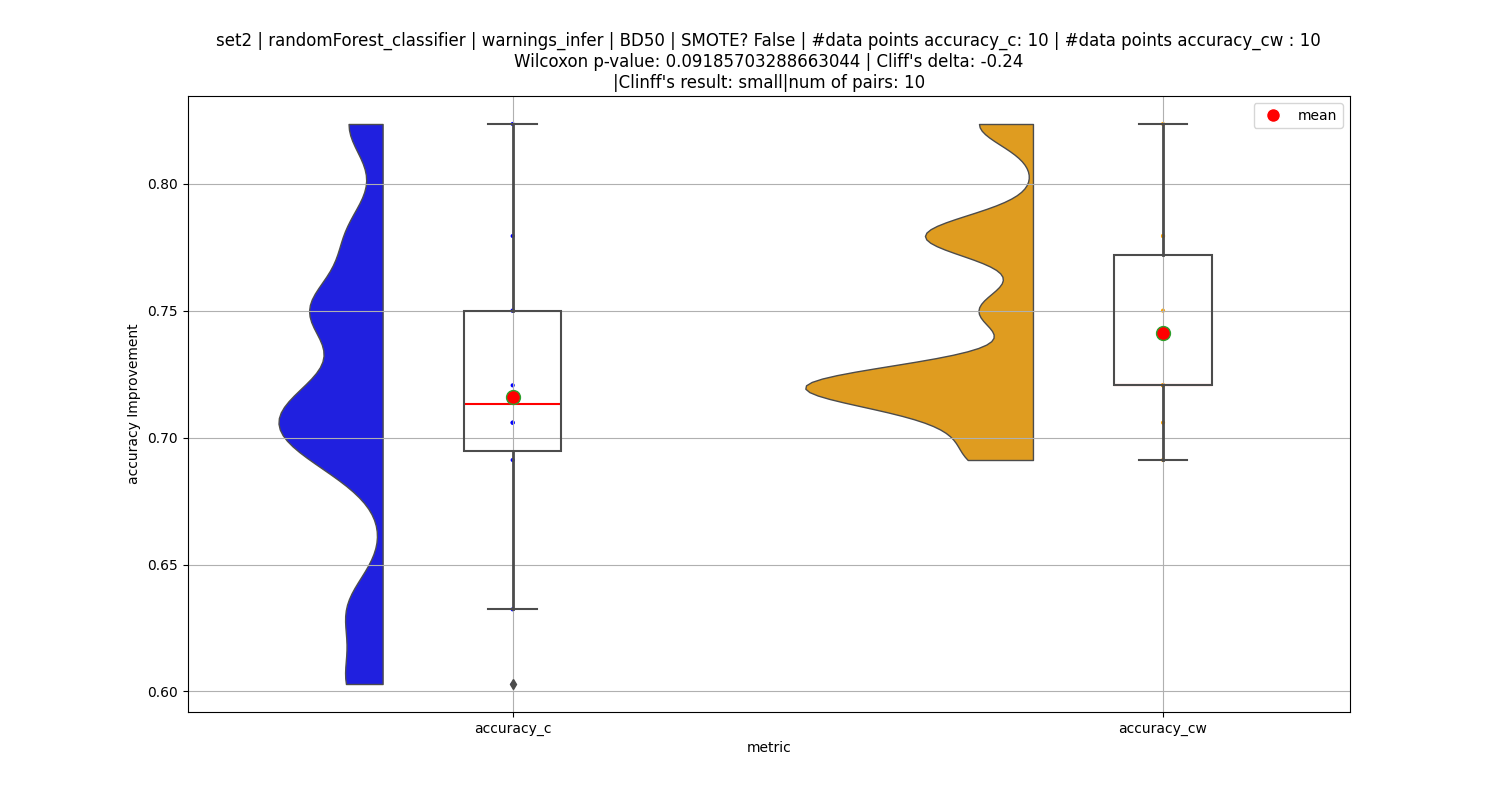 set2 | randomForest_classifier | warnings_infer | BD50 | SMOTE? False | #data points accuracy_c: 10 | #data points accuracy_cw : 10
Wilcoxon p-value: 0.09185703288663044 | Cliff's delta: -0.24
|Clinff's result: small|num of pairs: 10
mean
0.80
0.75
0.70
0.65
0.60
accuracy Improvement
accuracy_c
accuracy_cw
metric